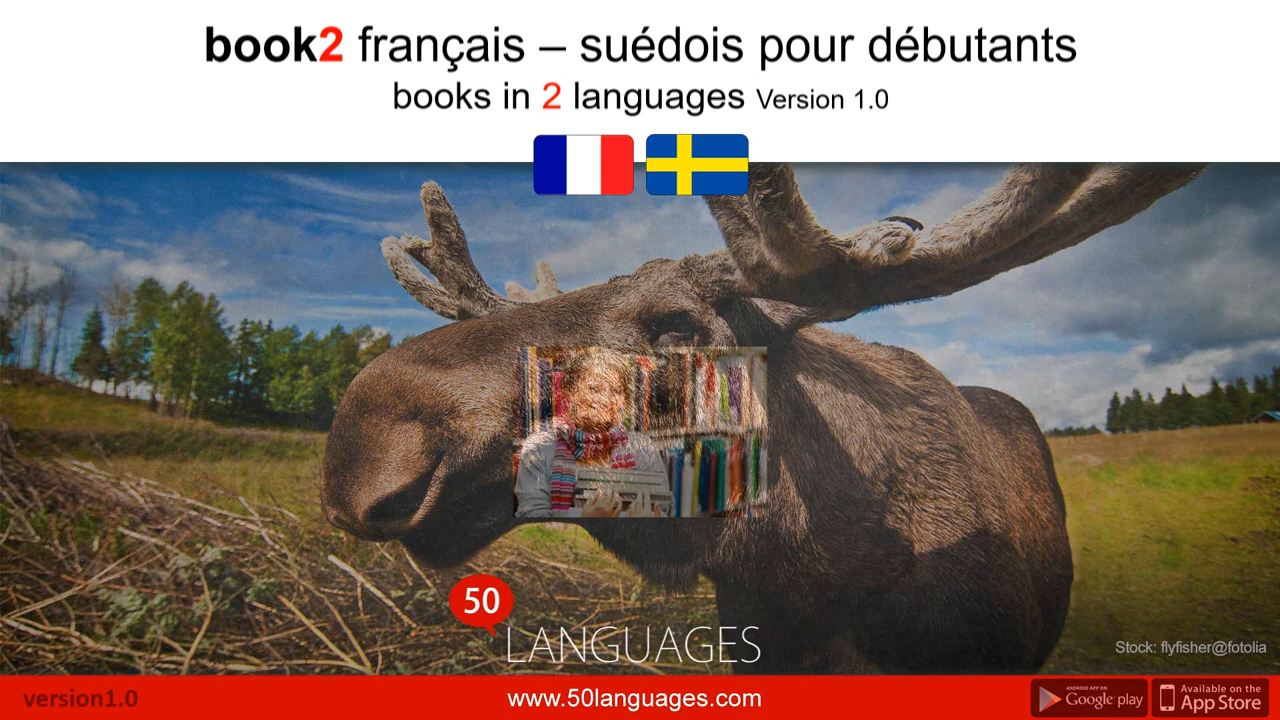 book2 français – suédois pour débutants
books in 2 languages Version 1.0
50
LANGUAGES
Stock: flyfisher@fotolia
version1.0
www.50languages.com
ANDROID APP ON
Google play
Available on the
App Store